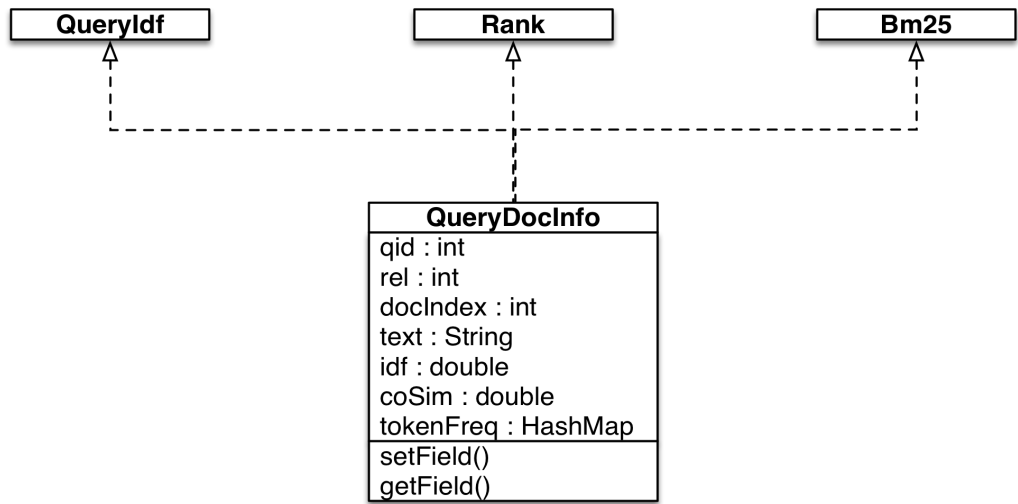 QueryIdf
Rank
Bm25
QueryDocInfo
qid : int
rel : int
docIndex : int
text : String
idf : double
coSim : double
tokenFreq : HashMap
setField()
getField()